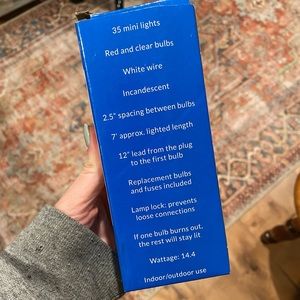 35 mini lights
Red and clear bulbs
White wire
Incandescent
2.5" spacing between bulbs
7' approx. lighted length
12" lead from the plug
to the first bulb
Replacement bulbs
and fuses included
Lamp lock: prevents
loose connections
If one bulb burns out,
the rest will stay lit
Wattage: 14.4
Indoor/outdoor use